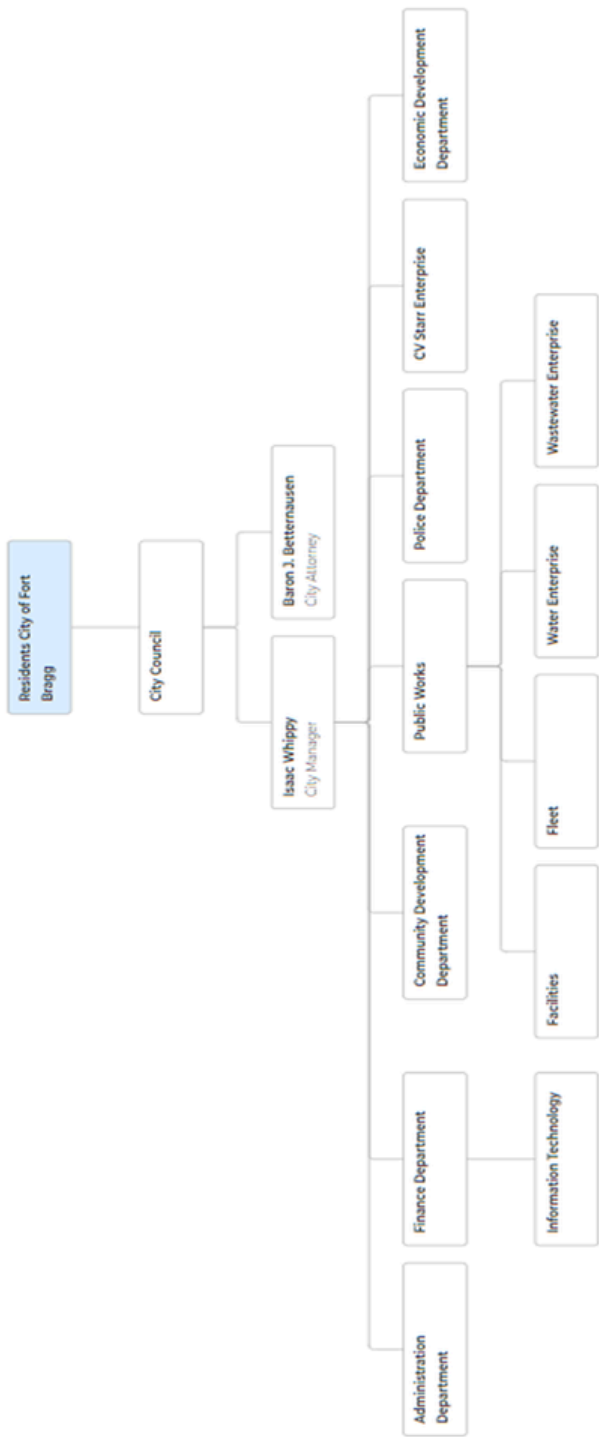 Residents City of Fort
Bragg
City Council
Isaac Whippy
City Manager
Baron J. Betternausen
City Attorney
Administration
Department
Finance Department
Community Development
Department
Public Works
Police Department
CV Starr Enterprise
Economic Development
Department
Information Technology
Facilities
Fleet
Water Enterprise
Wastewater Enterprise